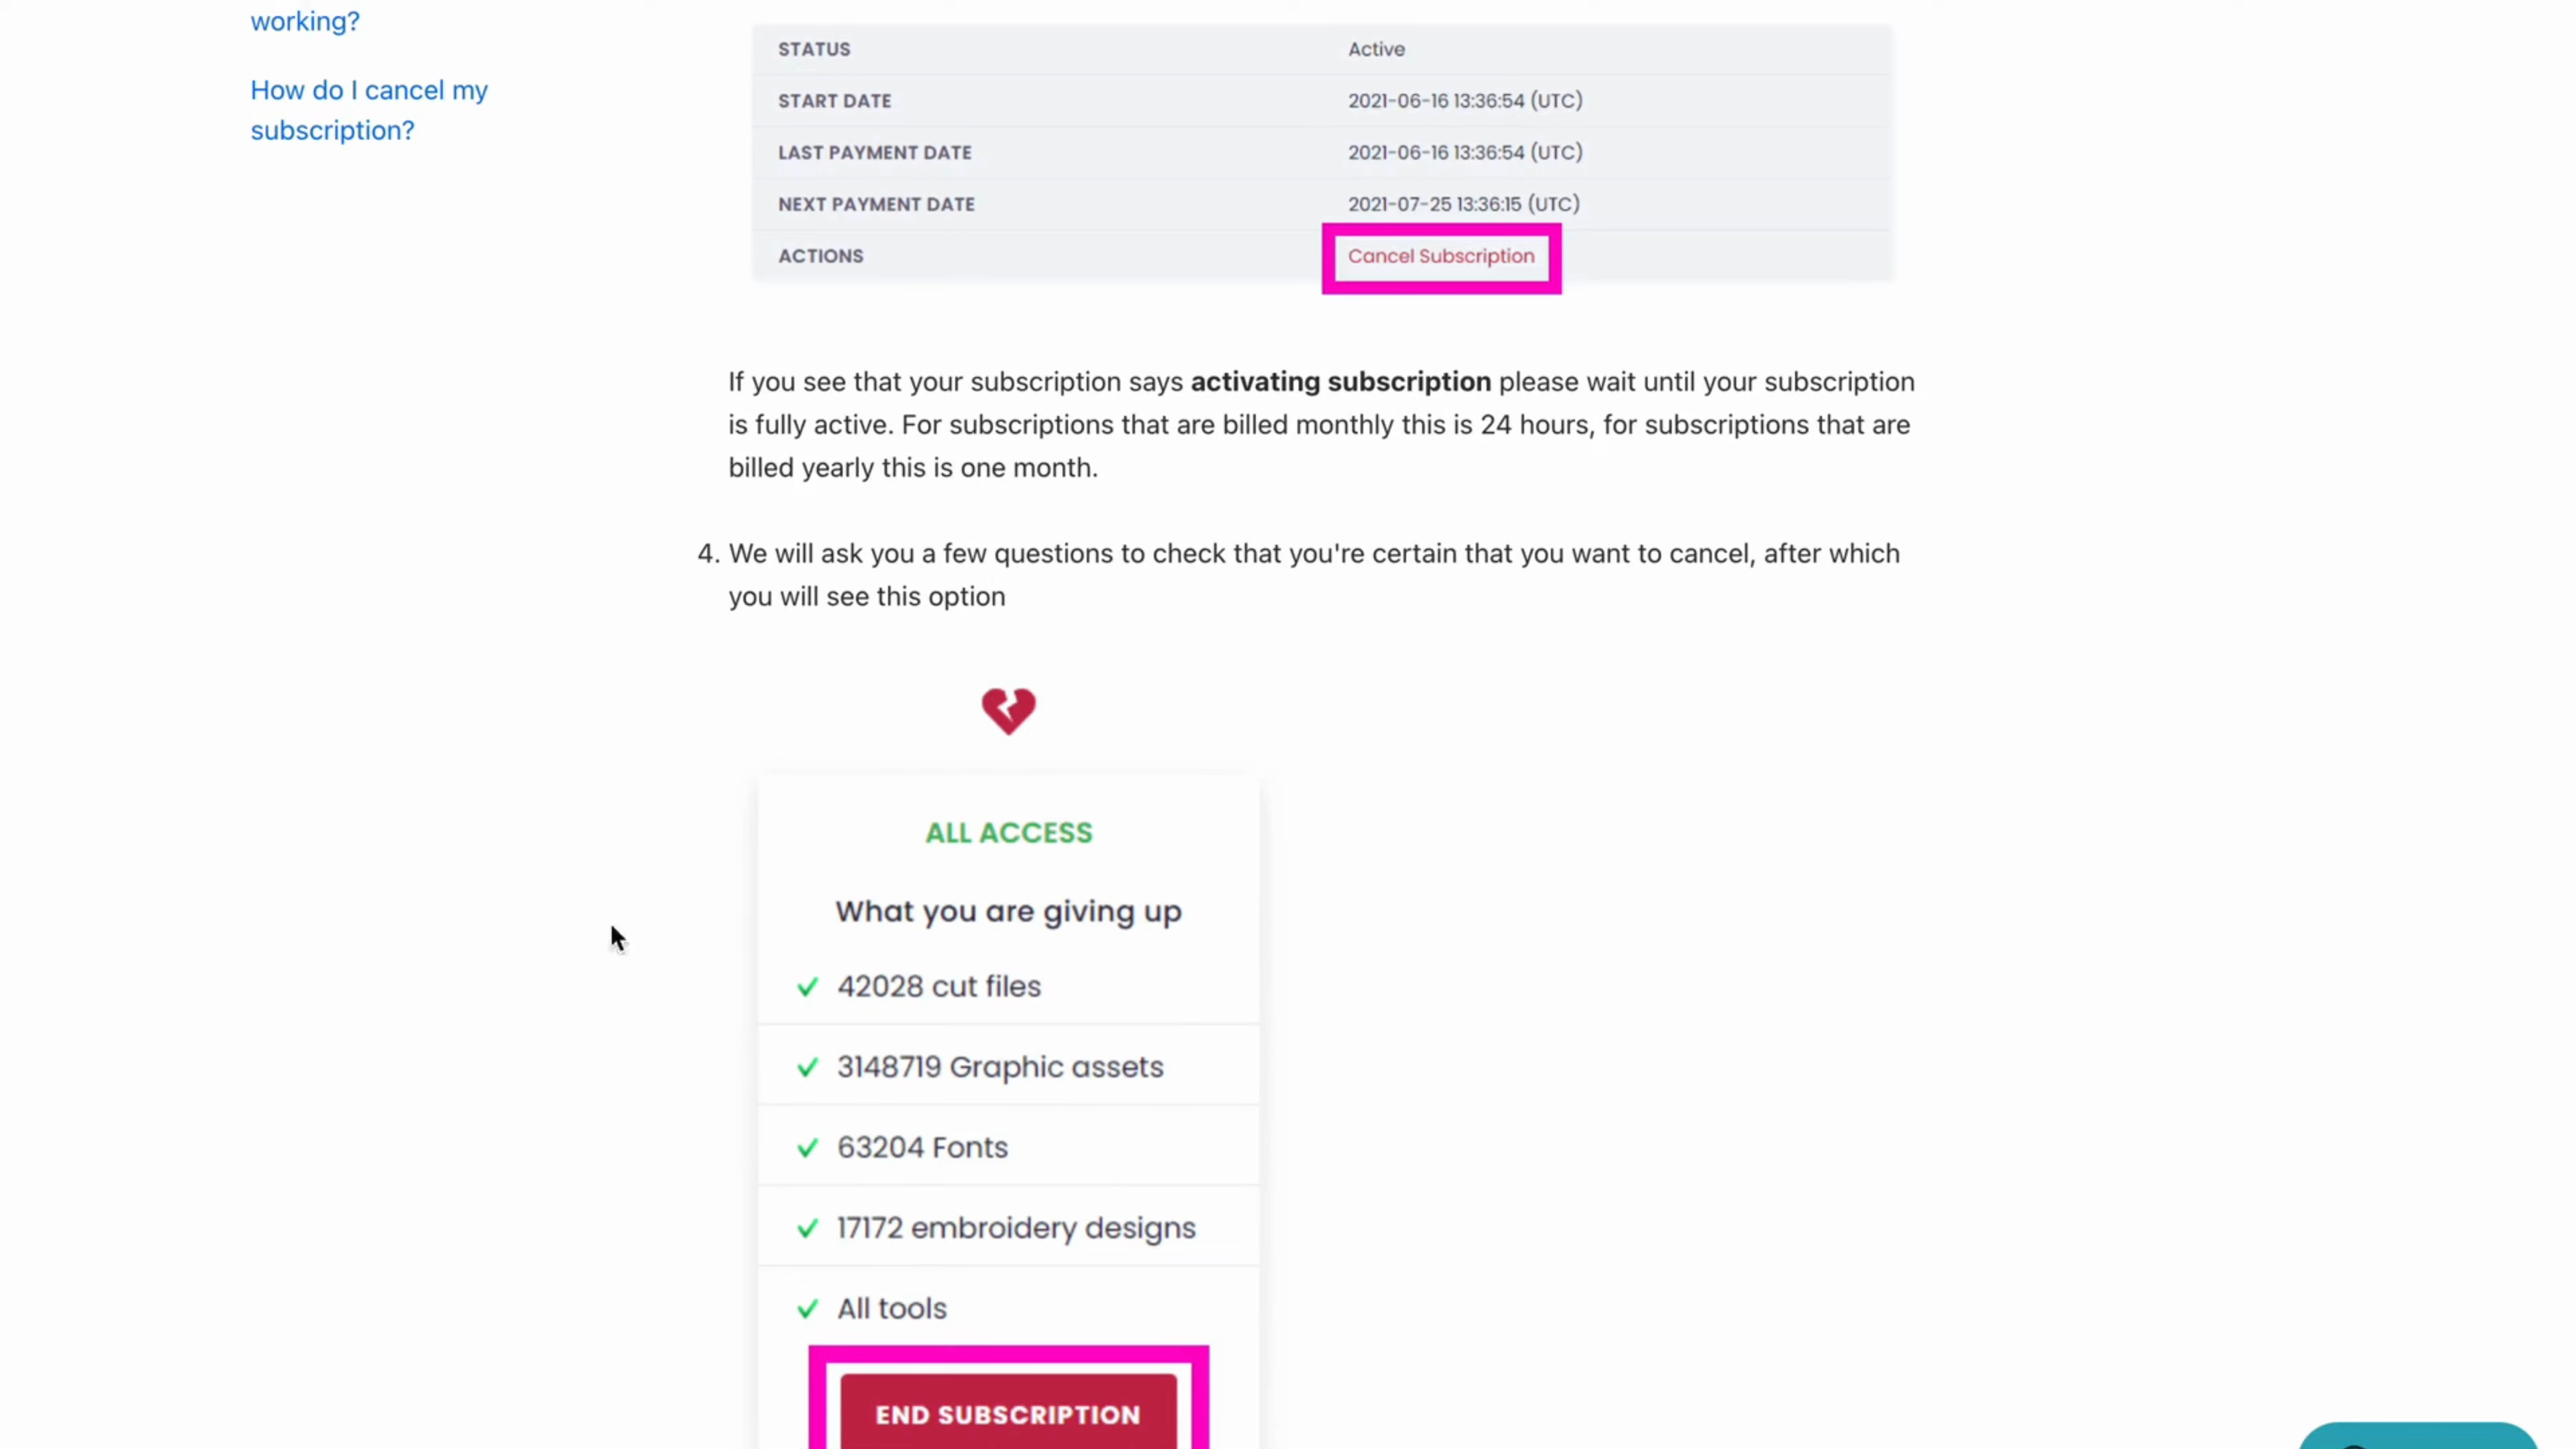 working?
How do I cancel my
subscription?
STATUS Active
START DATE 2021-06-16 13:36:54 (UTC)
LAST PAYMENT DATE 2021-06-16 13:36:54 (UTC)
NEXT PAYMENT DATE 2021-07-25 13:36:15 (UTC)
ACTIONS Cancel Subscription
If you see that your subscription says activating subscription please wait until your subscription
is fully active. For subscriptions that are billed monthly this is 24 hours, for subscriptions that are
billed yearly this is one month.
4. We will ask you a few questions to check that you're certain that you want to cancel, after which
you will see this option
ALL ACCESS
What you are giving up
42028 cut files
3148719 Graphic assets
63204 Fonts
17172 embroidery designs
All tools
END SUBSCRIPTION